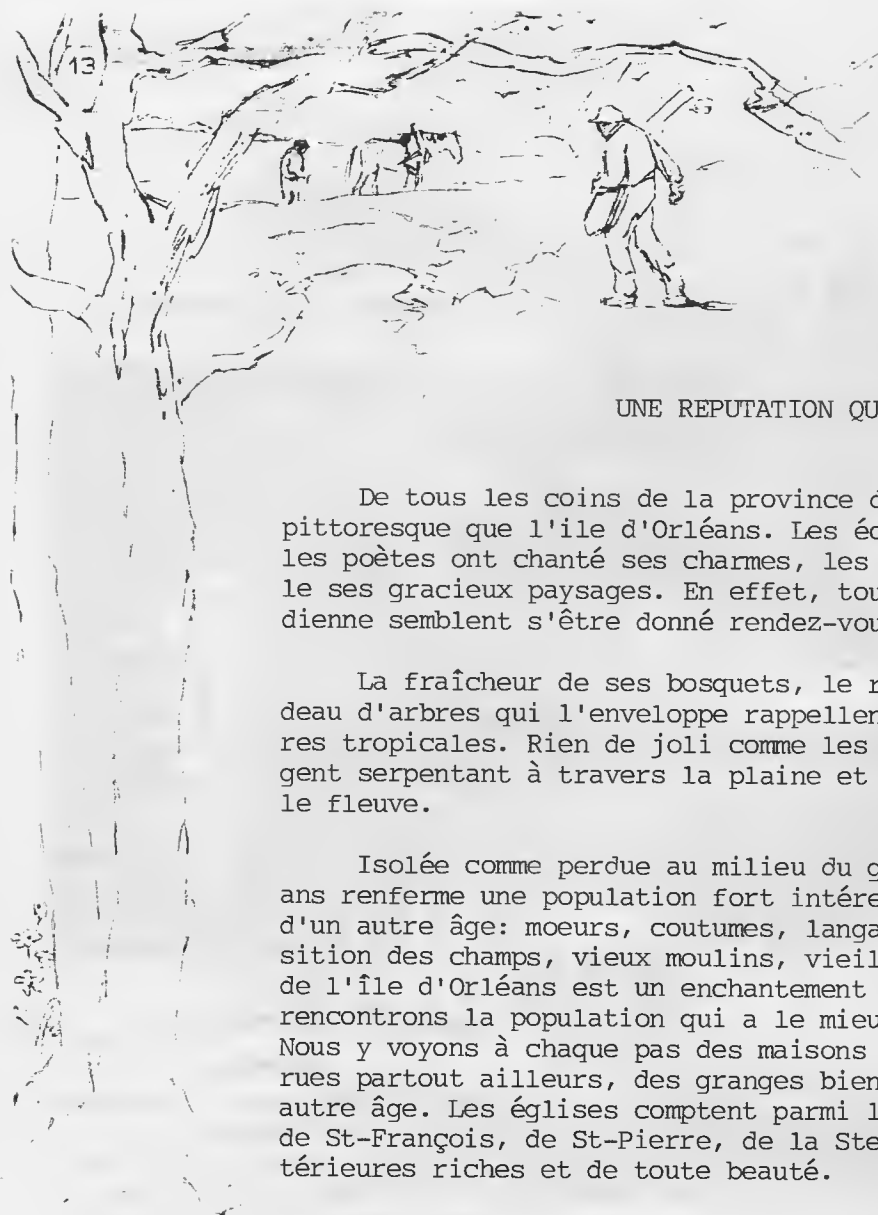 13
UNE REPUTATION QU
De tous les coins de la province d
pittoresque que l'ile d'Orléans. Les éc
les poètes ont chanté ses charmes, les
le ses gracieux paysages. En effet, tou
dienne semblent s'être donné rendez-vou
La fraîcheur de ses bosquets, le r
deau d'arbres qui l'enveloppe rappellen
res tropicales. Rien de joli comme les
gent serpentant à travers la plaine et
le fleuve.
Isolée comme perdue au milieu du g
ans renferme une population fort intére
d'un autre âge: moeurs, coutumes, langa
sition des champs, vieux moulins, vieil
de l'île d'Orléans est un enchantement
rencontrons la population qui a le mieu
Nous y voyons à chaque pas des maisons
rues partout ailleurs, des granges bien
autre âge. Les églises comptent parmi l
de St-François, de St-Pierre, de la Ste
térieures riches et de toute beauté.